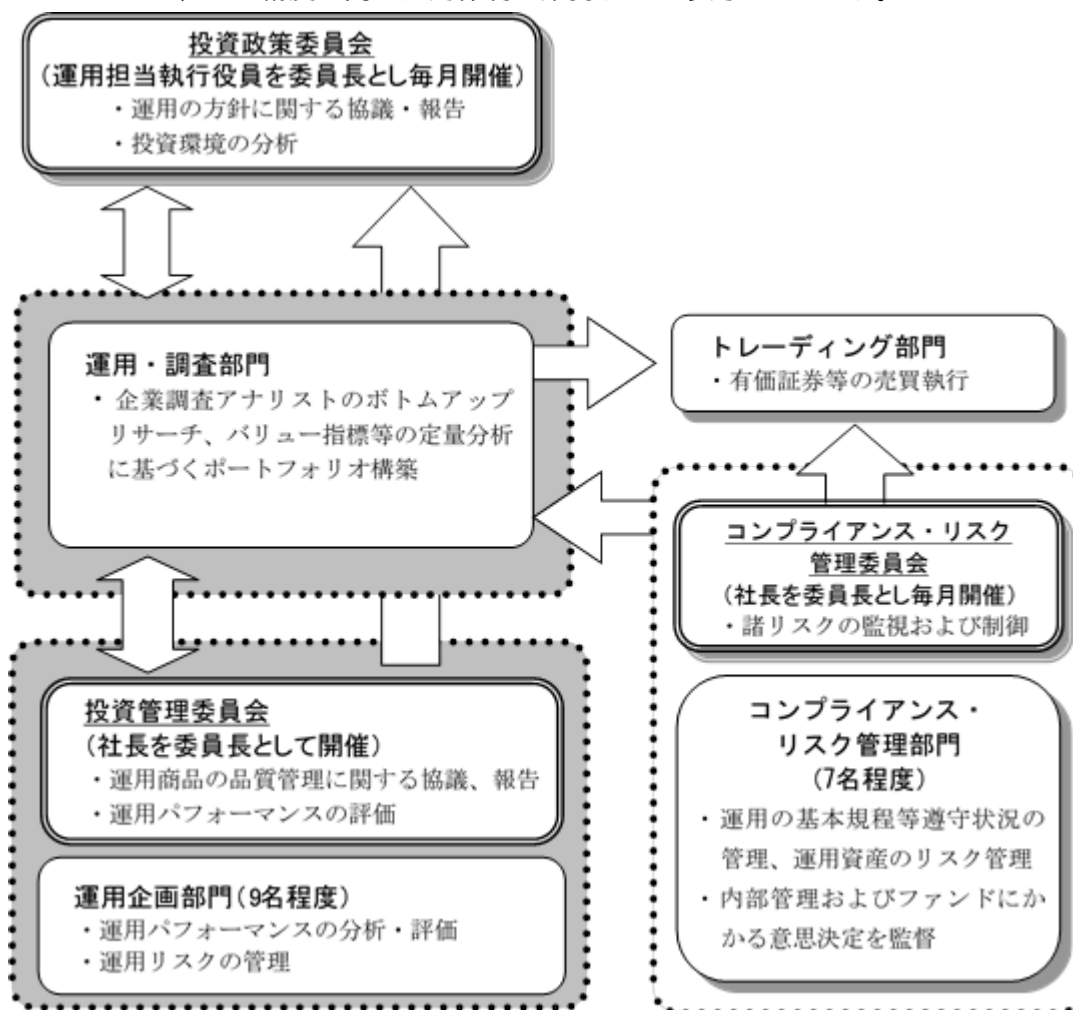 投資政策委員会
(運用担当執行役員を委員長とし毎月開催)
・運用の方針に関する協議・報告
・投資環境の分析
運用・調査部門
・企業調査アナリストのボトムアップ
リサーチ、バリュー指標等の定量分析
に基づくポートフォリオ構築
トレーディング部門
・有価証券等の売買執行
コンプライアンス・リスク
管理委員会
(社長を委員長とし毎月開催)
・諸リスクの監視および制御
投資管理委員会
(社長を委員長として開催)
・運用商品の品質管理に関する協議、報告
・運用パフォーマンスの評価
運用企画部門(9名程度)
・運用パフォーマンスの分析・評価
・運用リスクの管理
コンプライアンス・
リスク管理部門
(7名程度)
・運用の基本規程等遵守状況の
管理、運用資産のリスク管理
・内部管理およびファンドにか
かる意思決定を監督